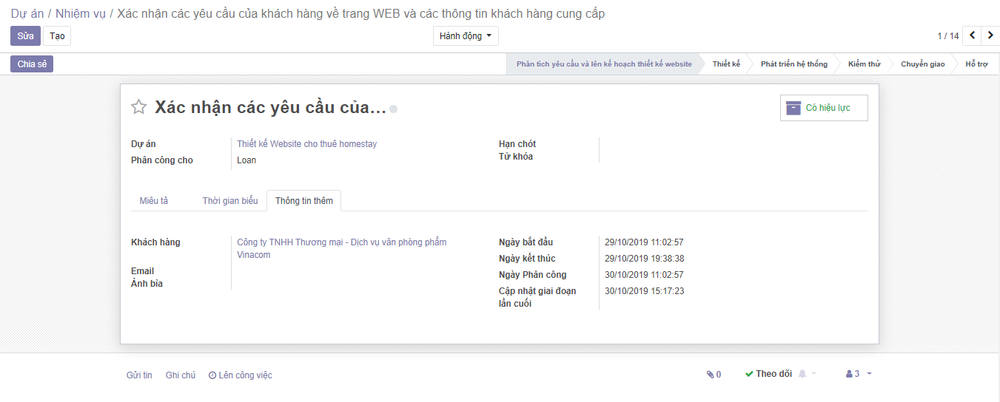 Dự án / Nhiệm vụ / Xác nhận các yêu cầu của khách hàng về trang WEB và các thông tin khách hàng cung cấp
Sửa Tạo Hành động 1 / 14
Chia sẻ Phân tích yêu cầu và lên kế hoạch thiết kế website Thiết kế Phát triển hệ thống Kiểm thử Chuyển giao Hỗ trợ
Xác nhận các yêu cầu của... Có hiệu lực
Dự án Thiết kế Website cho thuê homestay Hạn chót
Phân công cho Loan Từ khóa
Miêu tả Thời gian biểu Thông tin thêm
Khách hàng Công ty TNHH Thương mại - Dịch vụ văn phòng phẩm Ngày bắt đầu 29/10/2019 11:02:57
Vinacom Ngày kết thúc 29/10/2019 19:38:38
Email Ngày Phân công 30/10/2019 11:02:57
Ảnh bìa Cập nhật giai đoạn 30/10/2019 15:17:23
lần cuối
Gửi tin Ghi chú Lên công việc 0 Theo dõi 3